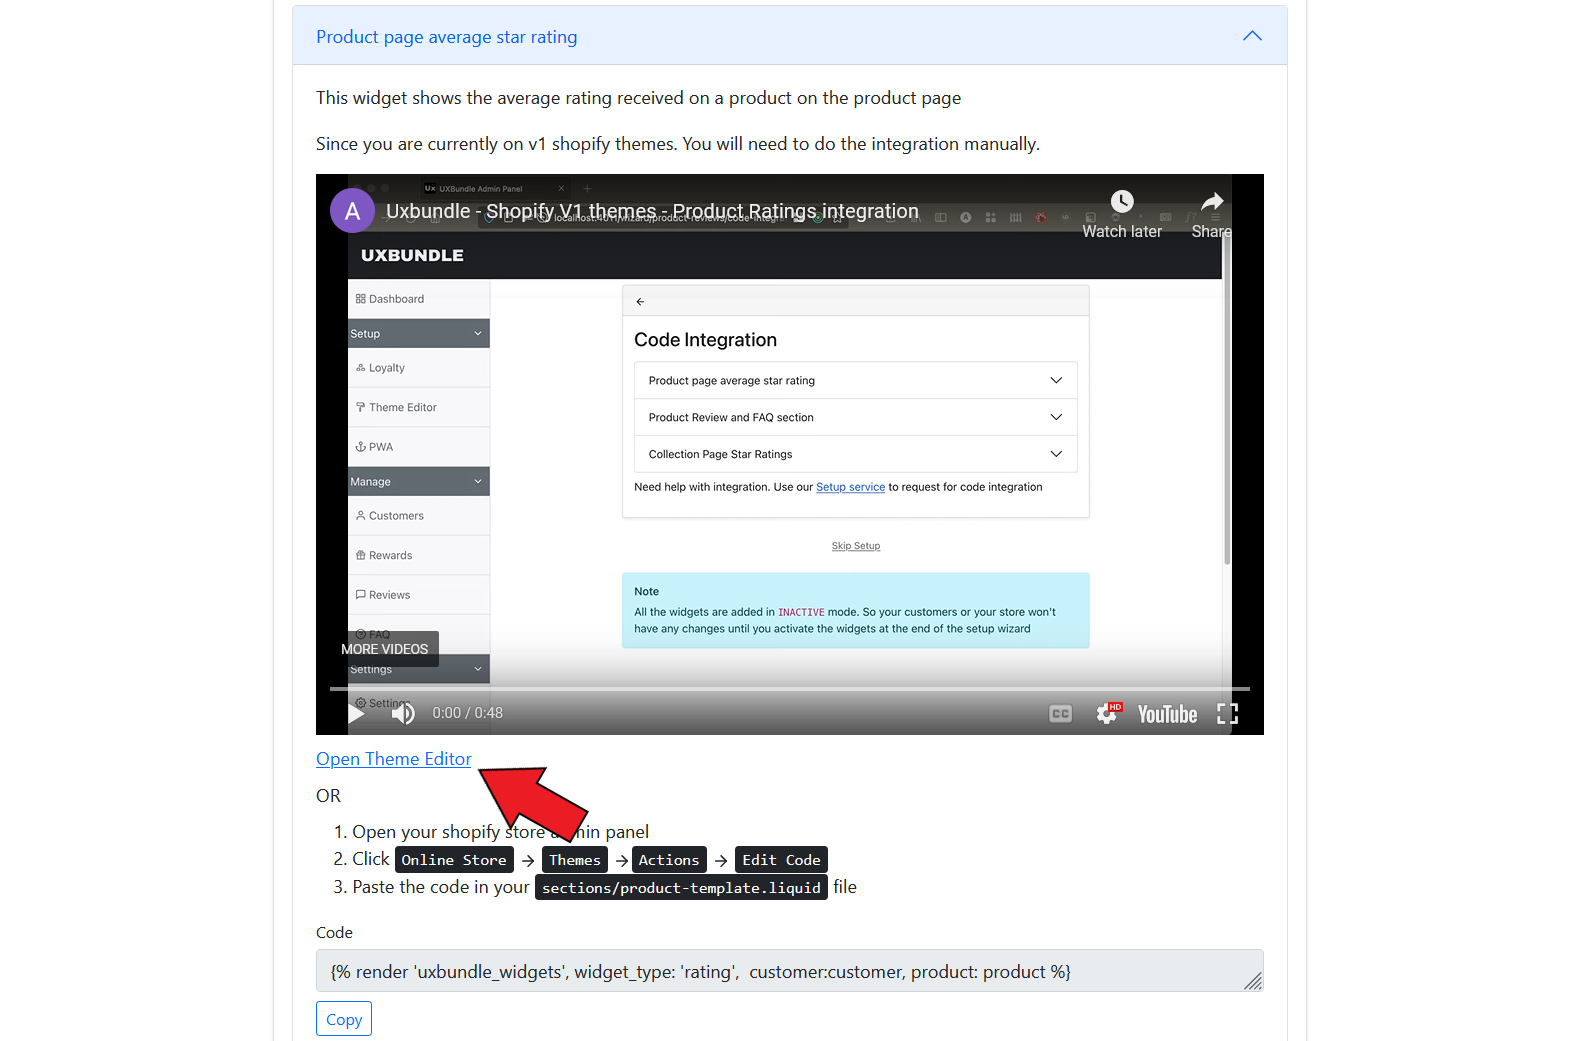 Product page average star rating
This widget shows the average rating received on a product on the product page
Since you are currently on v1 shopify themes. You will need to do the integration manually.
Ux UXBundle Admin Panel
A Uxbundle - Shopify V1 themes - Product Ratings integration
Watch later Share
UXBUNDLE
Dashboard
Setup
Loyalty
Theme Editor
PWA
Manage
Customers
Rewards
Reviews
FAQ
MORE VIDEOS
Settings
Settings
Code Integration
Product page average star rating
Product Review and FAQ section
Collection Page Star Ratings
Need help with integration. Use our Setup service to request for code integration
Skip Setup
Note
All the widgets are added in INACTIVE mode. So your customers or your store won't
have any changes until you activate the widgets at the end of the setup wizard
0:00 / 0:48 CC HD YouTube
Open Theme Editor
OR
1. Open your shopify store admin panel
2. Click Online Store → Themes → Actions → Edit Code
3. Paste the code in your sections/product-template.liquid file
Code
{% render 'uxbundle_widgets', widget_type: 'rating',  customer:customer, product: product %}
Copy